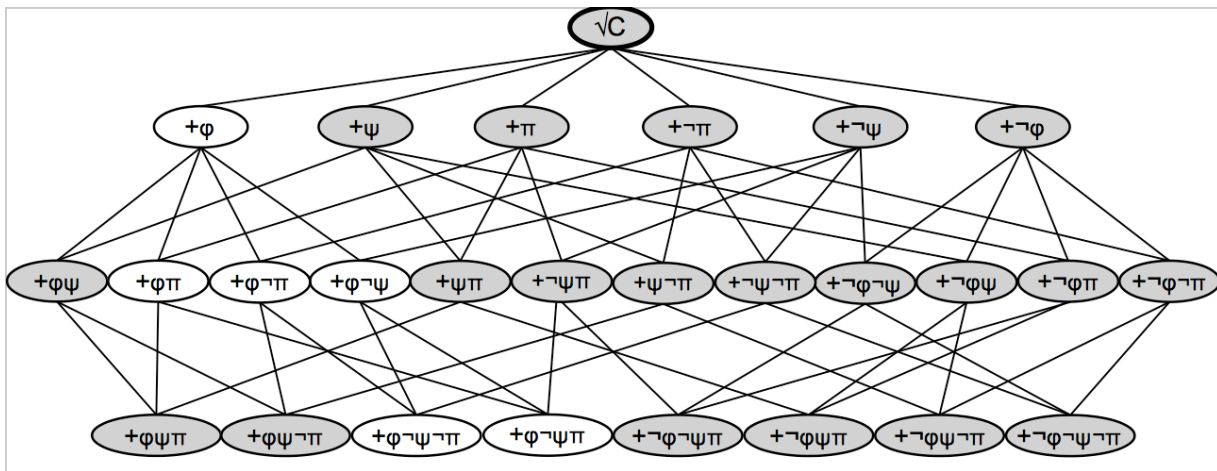 √C
+φ +ψ +π +¬π +¬ψ +¬φ
+φψ +φπ +φ¬π +φ¬ψ +ψπ +¬ψπ +ψ¬π +¬ψ¬π +¬φ¬ψ +¬φψ +¬φπ +¬φ¬π
+φψπ +φψ¬π +φ¬ψ¬π +φ¬ψπ +¬φ¬ψπ +¬φψπ +¬φψ¬π +¬φ¬ψ¬π